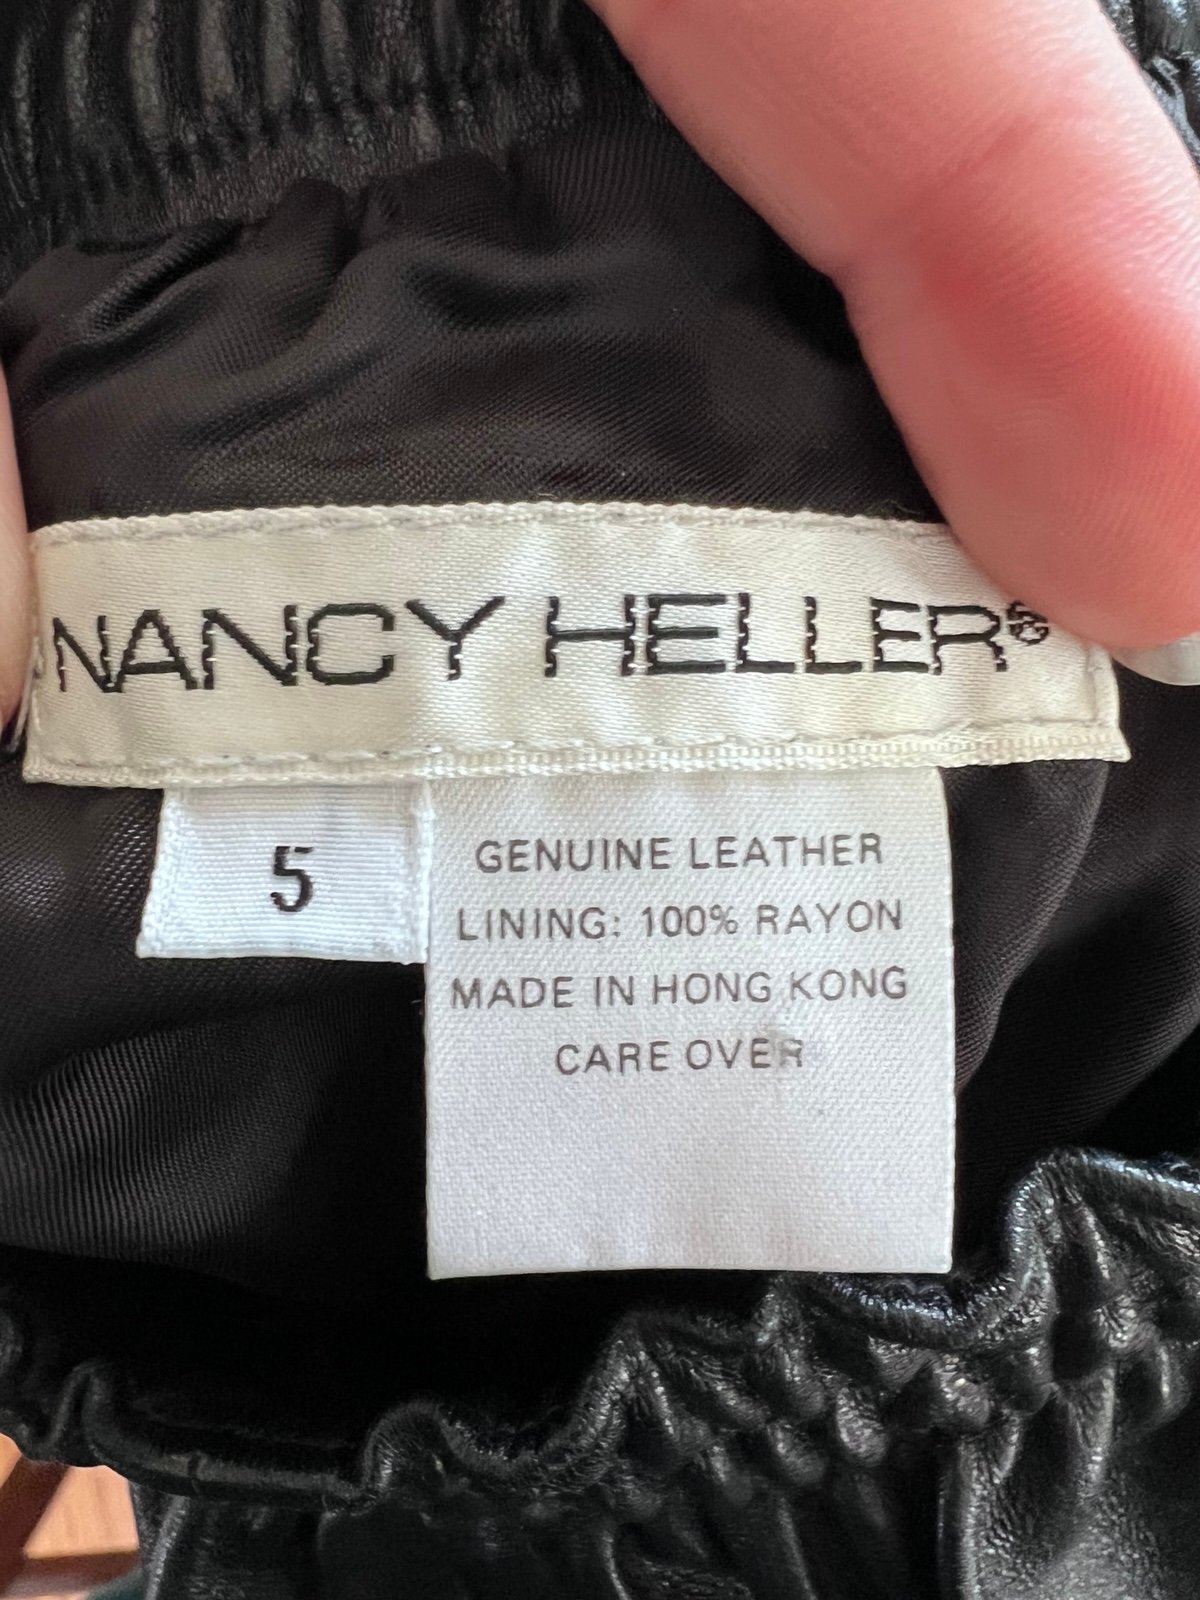 NANCY HELLER®
5
GENUINE LEATHER
LINING: 100% RAYON
MADE IN HONG KONG
CARE OVER